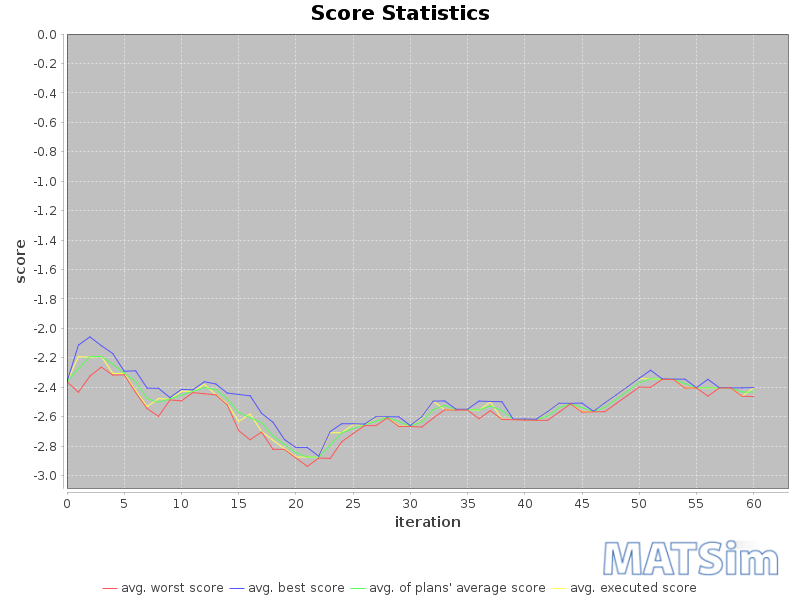 Score Statistics
0.0
-0.2
-0.4
-0.6
-0.8
-1.0
-1.2
-1.4
-1.6
-1.8
-2.0
-2.2
-2.4
-2.6
-2.8
-3.0
score
0 5 10 15 20 25 30 35 40 45 50 55 60
iteration
MATSim
avg. worst score avg. best score avg. of plans' average score avg. executed score